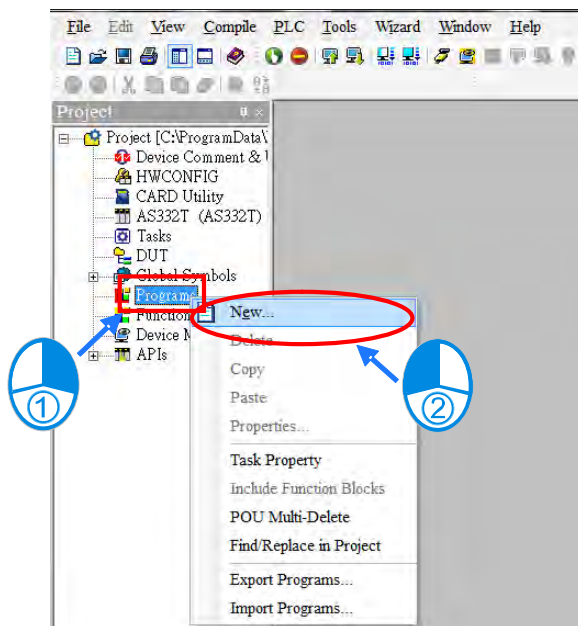 File Edit View Compile PLC Tools Wizard Window Help
Project
Project [C:\ProgramData\
Device Comment &
HWCONFIG
CARD Utility
AS332T (AS332T)
Tasks
DUT
Global Symbols
Programs
Function
Device M
APIs
New...
Delete
Copy
Paste
Properties...
Task Property
Include Function Blocks
POU Multi-Delete
Find/Replace in Project
Export Programs...
Import Programs...
1
2